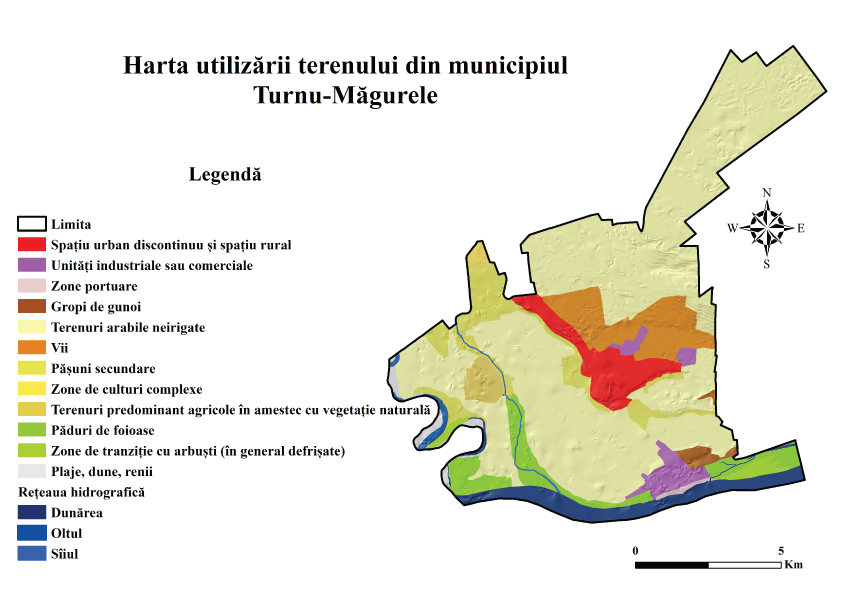 Harta utilizării terenului din municipiul
Turnu-Măgurele
Legendă
Limita
Spațiu urban discontinuu și spațiu rural
Unități industriale sau comerciale
Zone portuare
Gropi de gunoi
Terenuri arabile neirigate
Vii
Pășuni secundare
Zone de culturi complexe
Terenuri predominant agricole în amestec cu vegetație naturală
Păduri de foioase
Zone de tranziție cu arbuști (în general defrișate)
Plaje, dune, renii
Rețeaua hidrografică
Dunărea
Oltul
Sîiul
N
W E
S
0 5
Km